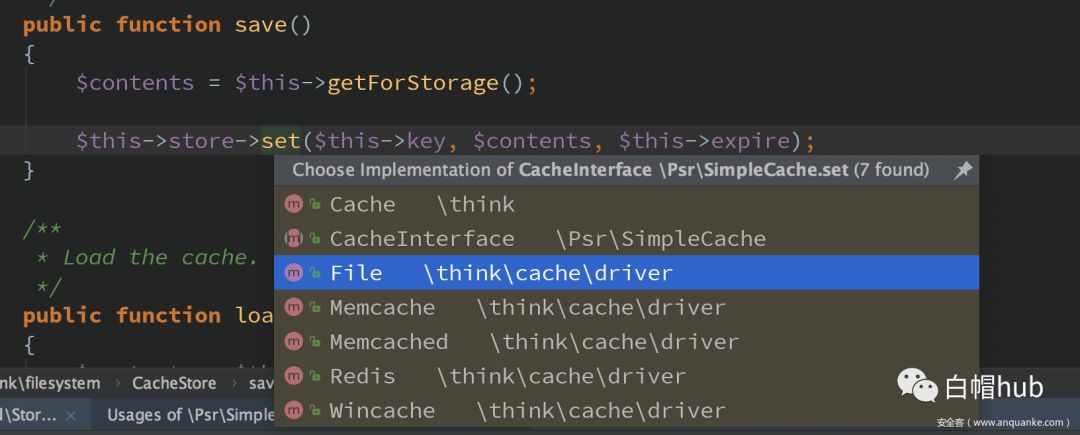 */
public function save()
{
$contents = $this->getForStorage();
$this->store->set($this->key, $contents, $this->expire);
}
Choose Implementation of CacheInterface \Psr\SimpleCache.set (7 found)
Cache \think
CacheInterface \Psr\SimpleCache
File \think\cache\driver
Memcache \think\cache\driver
Memcached \think\cache\driver
Redis \think\cache\driver
Wincache \think\cache\driver
/**
* Load the cache.
*/
public function loa
{
nk\filesystem › CacheStore › sav
l\Stor... × Usages of \Psr\Simple
白帽hub
安全客（www.anquanke.com）